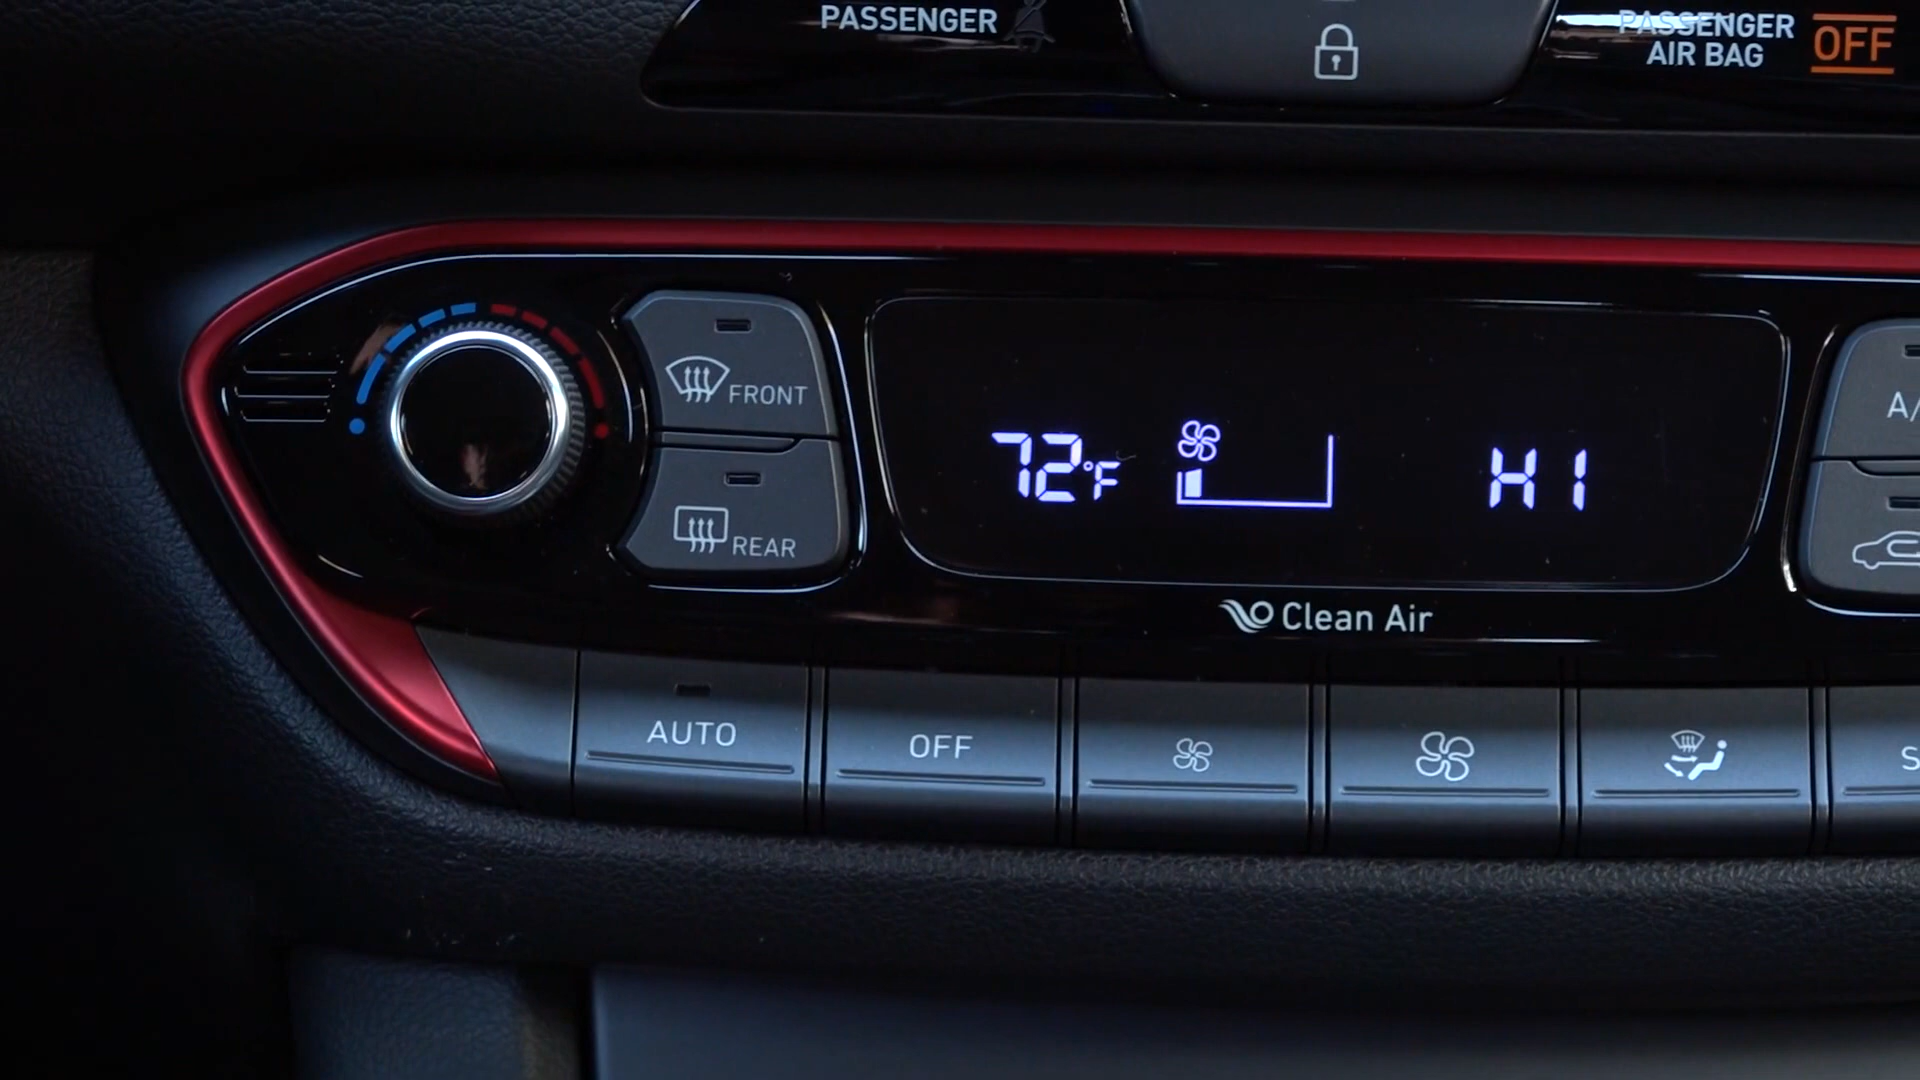 PASSENGER
PASSENGER
AIR BAG
OFF
FRONT
REAR
72°F
HI
A/
Clean Air
AUTO
OFF
S